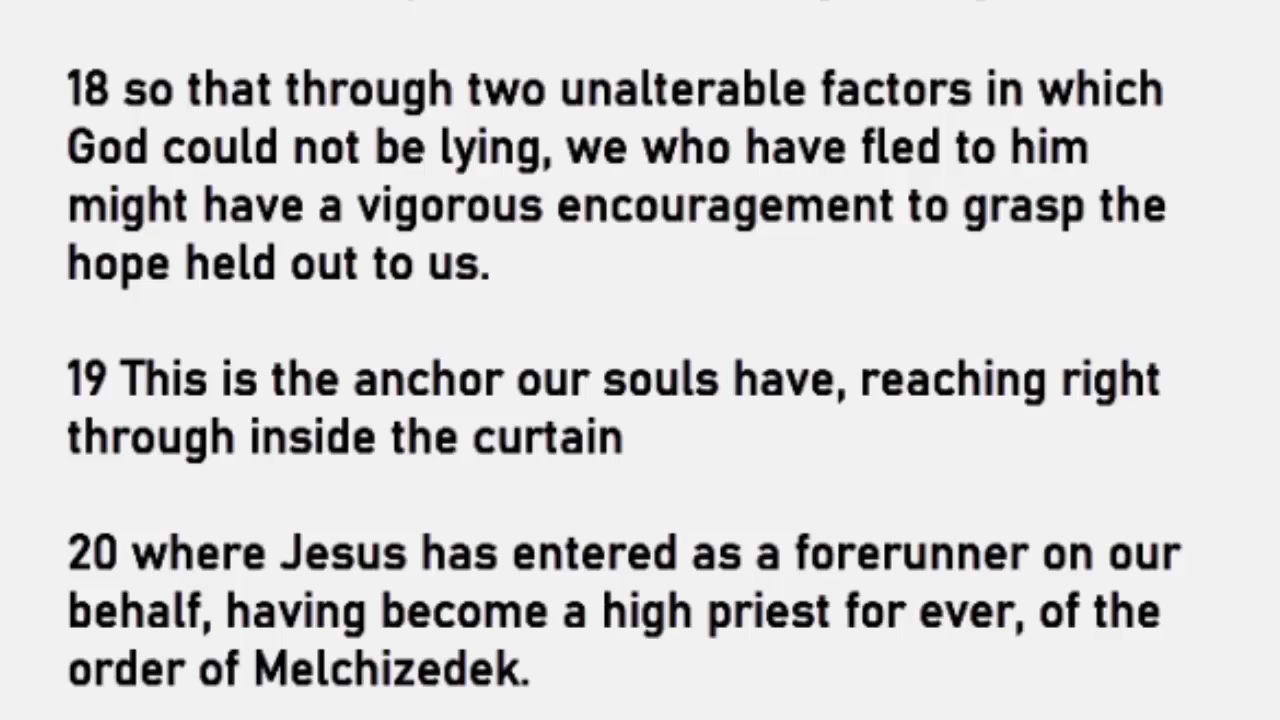 18 so that through two unalterable factors in which
God could not be lying, we who have fled to him
might have a vigorous encouragement to grasp the
hope held out to us.
19 This is the anchor our souls have, reaching right
through inside the curtain
20 where Jesus has entered as a forerunner on our
behalf, having become a high priest for ever, of the
order of Melchizedek.